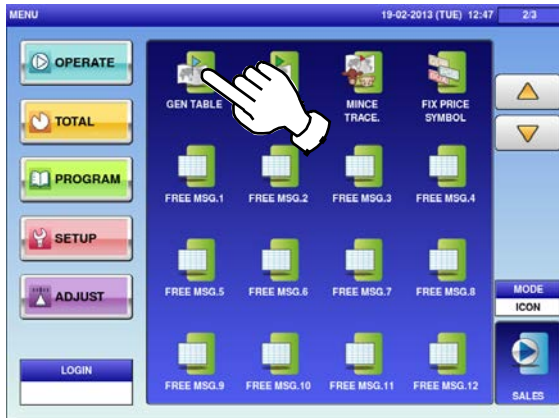 MENU
19-02-2013 (TUE) 12:47
2/3
OPERATE
TOTAL
PROGRAM
SETUP
ADJUST
LOGIN
GEN TABLE
MINCE
TRACE.
FIX PRICE
SYMBOL
FREE MSG.1
FREE MSG.2
FREE MSG.3
FREE MSG.4
FREE MSG.5
FREE MSG.6
FREE MSG.7
FREE MSG.8
FREE MSG.9
FREE MSG.10
FREE MSG.11
FREE MSG.12
MODE
ICON
SALES